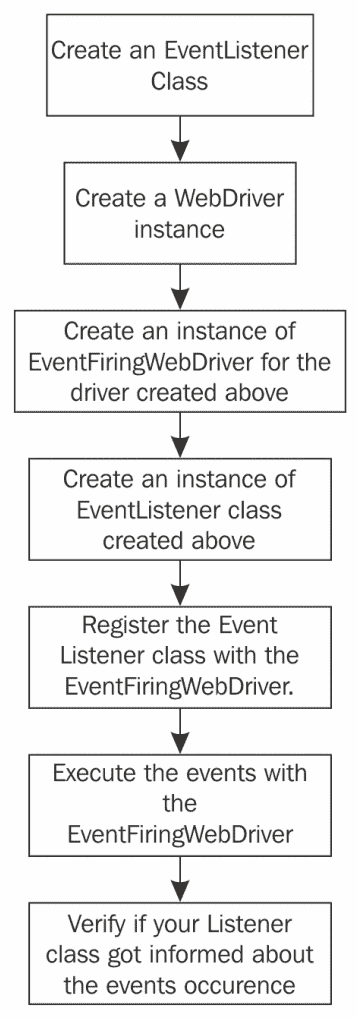 Create an EventListener
Class
Create a WebDriver
instance
Create an instance of
EventFiringWebDriver for the
driver created above
Create an instance of
EventListener class
created above
Register the Event
Listener class with the
EventFiringWebDriver.
Execute the events with
the
EventFiringWebDriver
Verify if your Listener
class got informed about
the events occurence